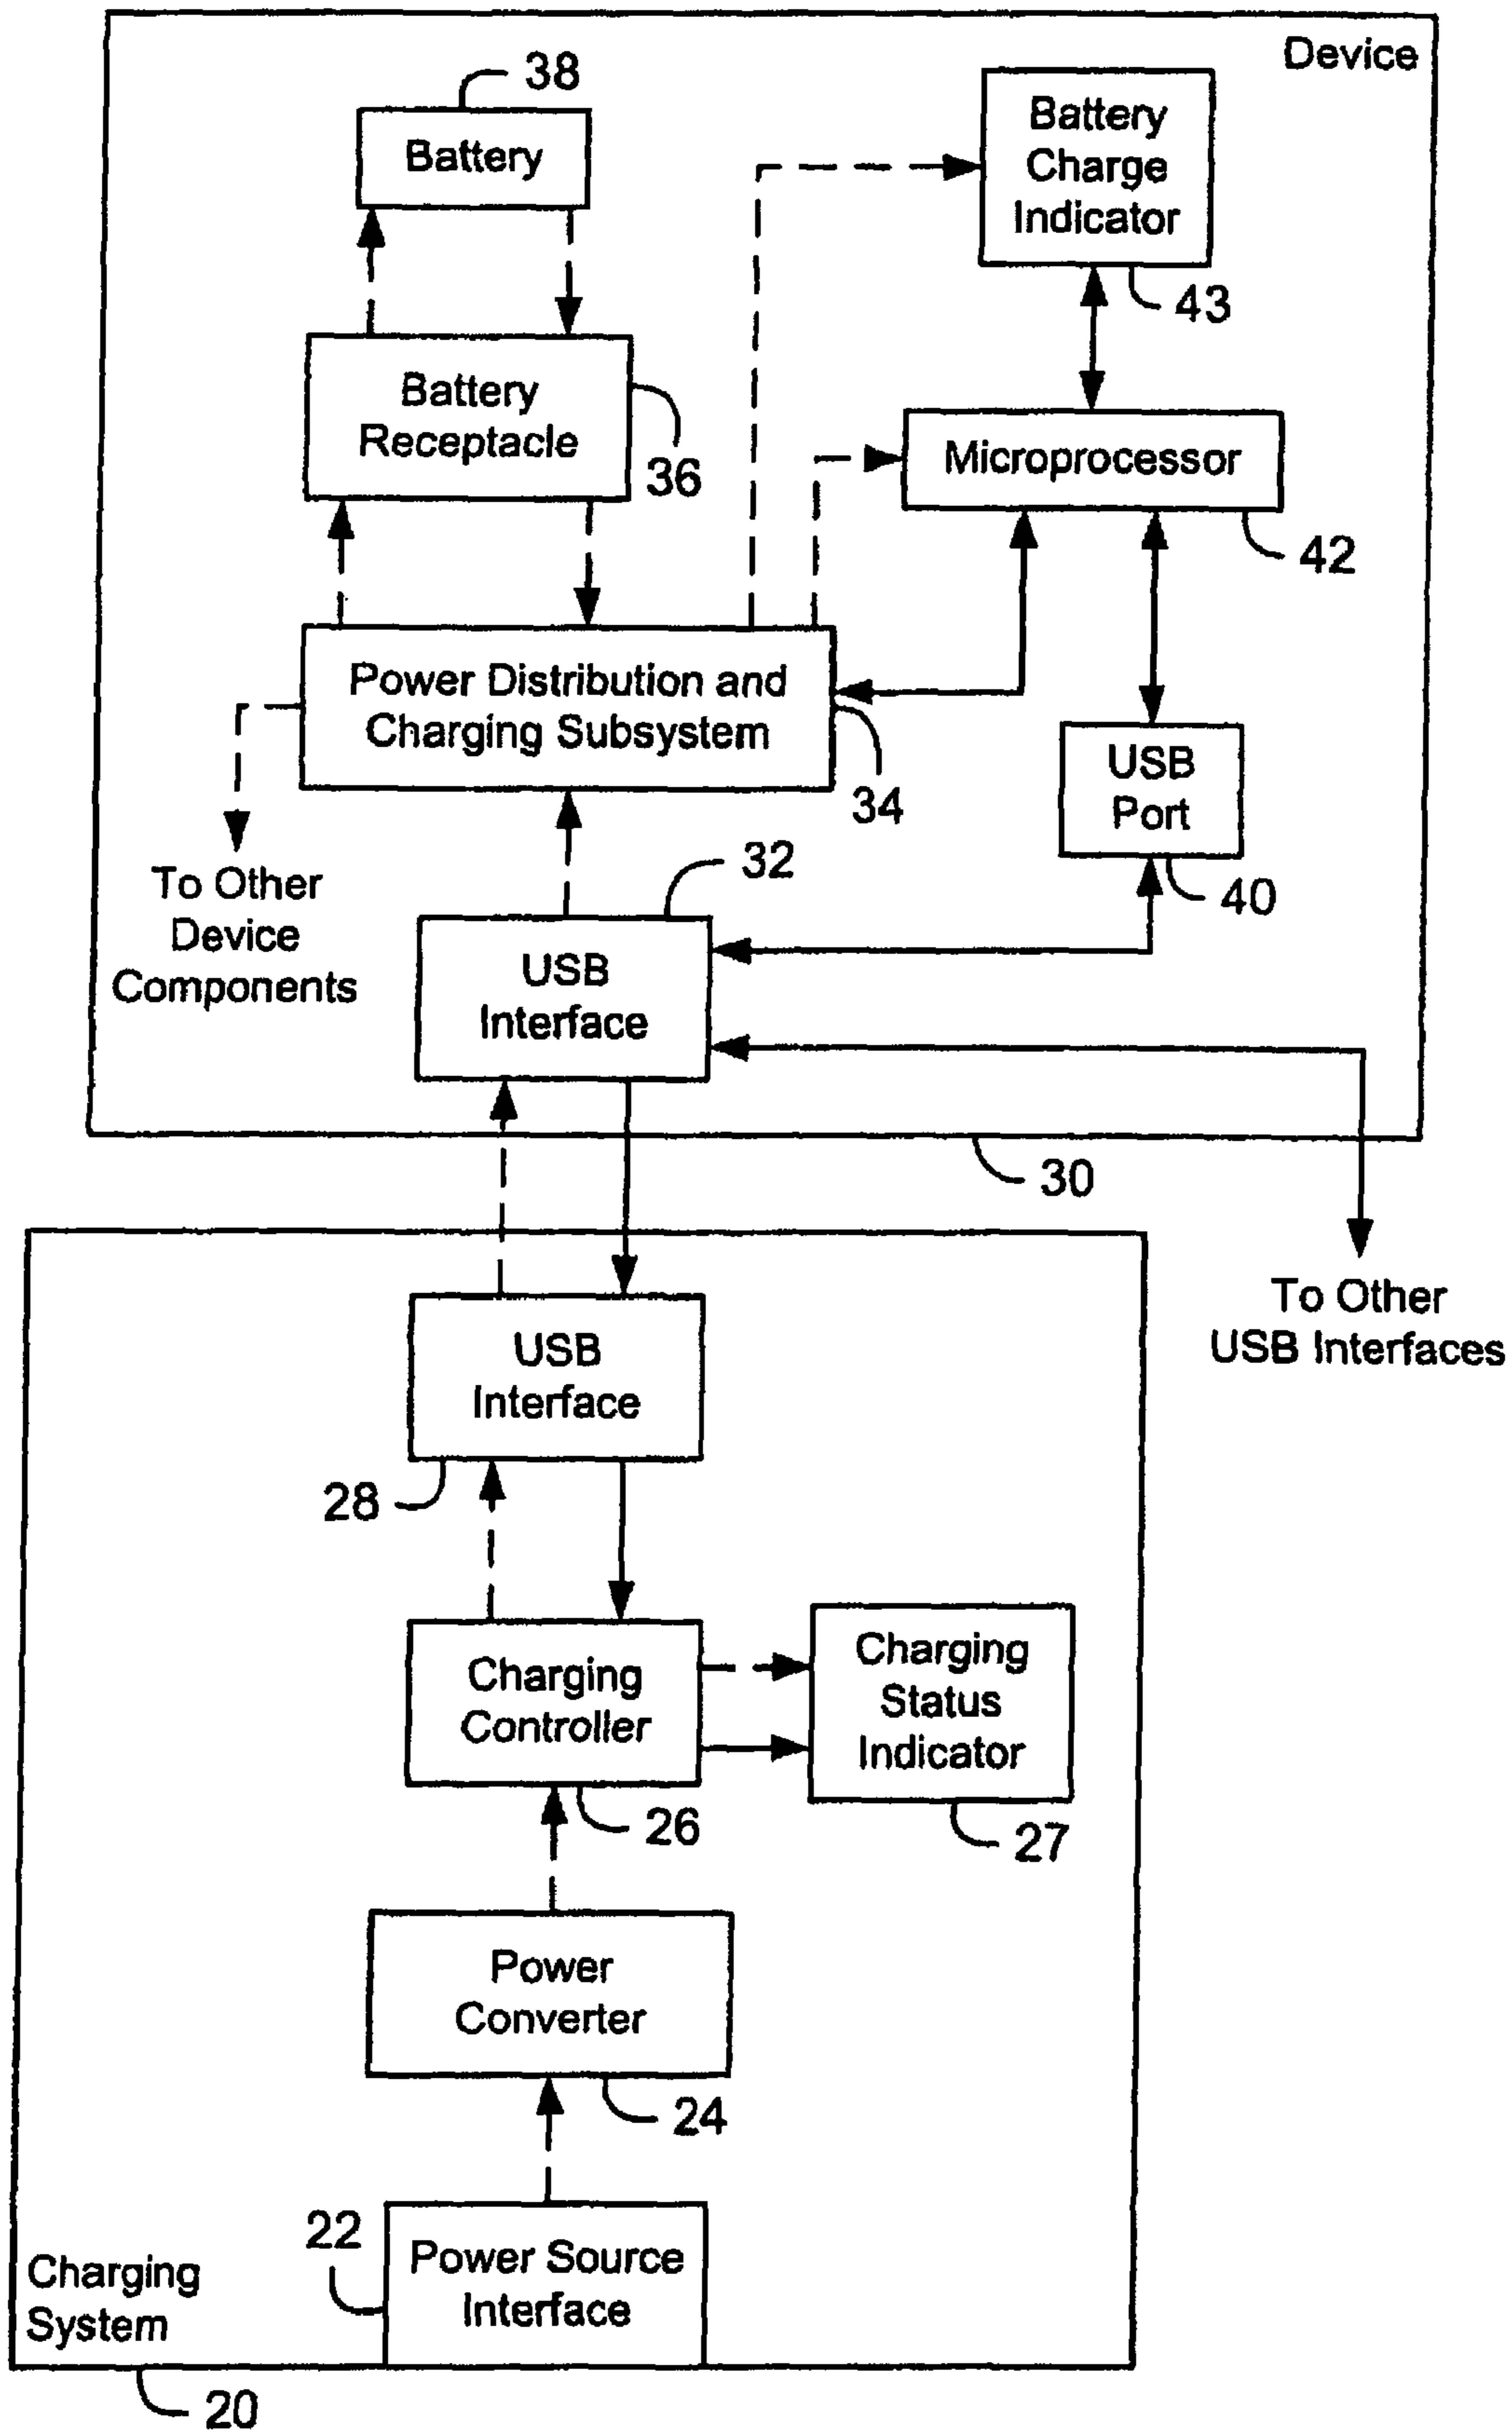 Device
38
Battery
Battery
Charge
Indicator
43
Battery
Receptacle
36
Microprocessor
42
Power Distribution and
Charging Subsystem
34
USB
Port
40
To Other
Device
Components
32
USB
Interface
30
To Other
USB Interfaces
USB
Interface
28
Charging
Controller
26
Charging
Status
Indicator
27
Power
Converter
24
22
Power Source
Interface
Charging
System
20